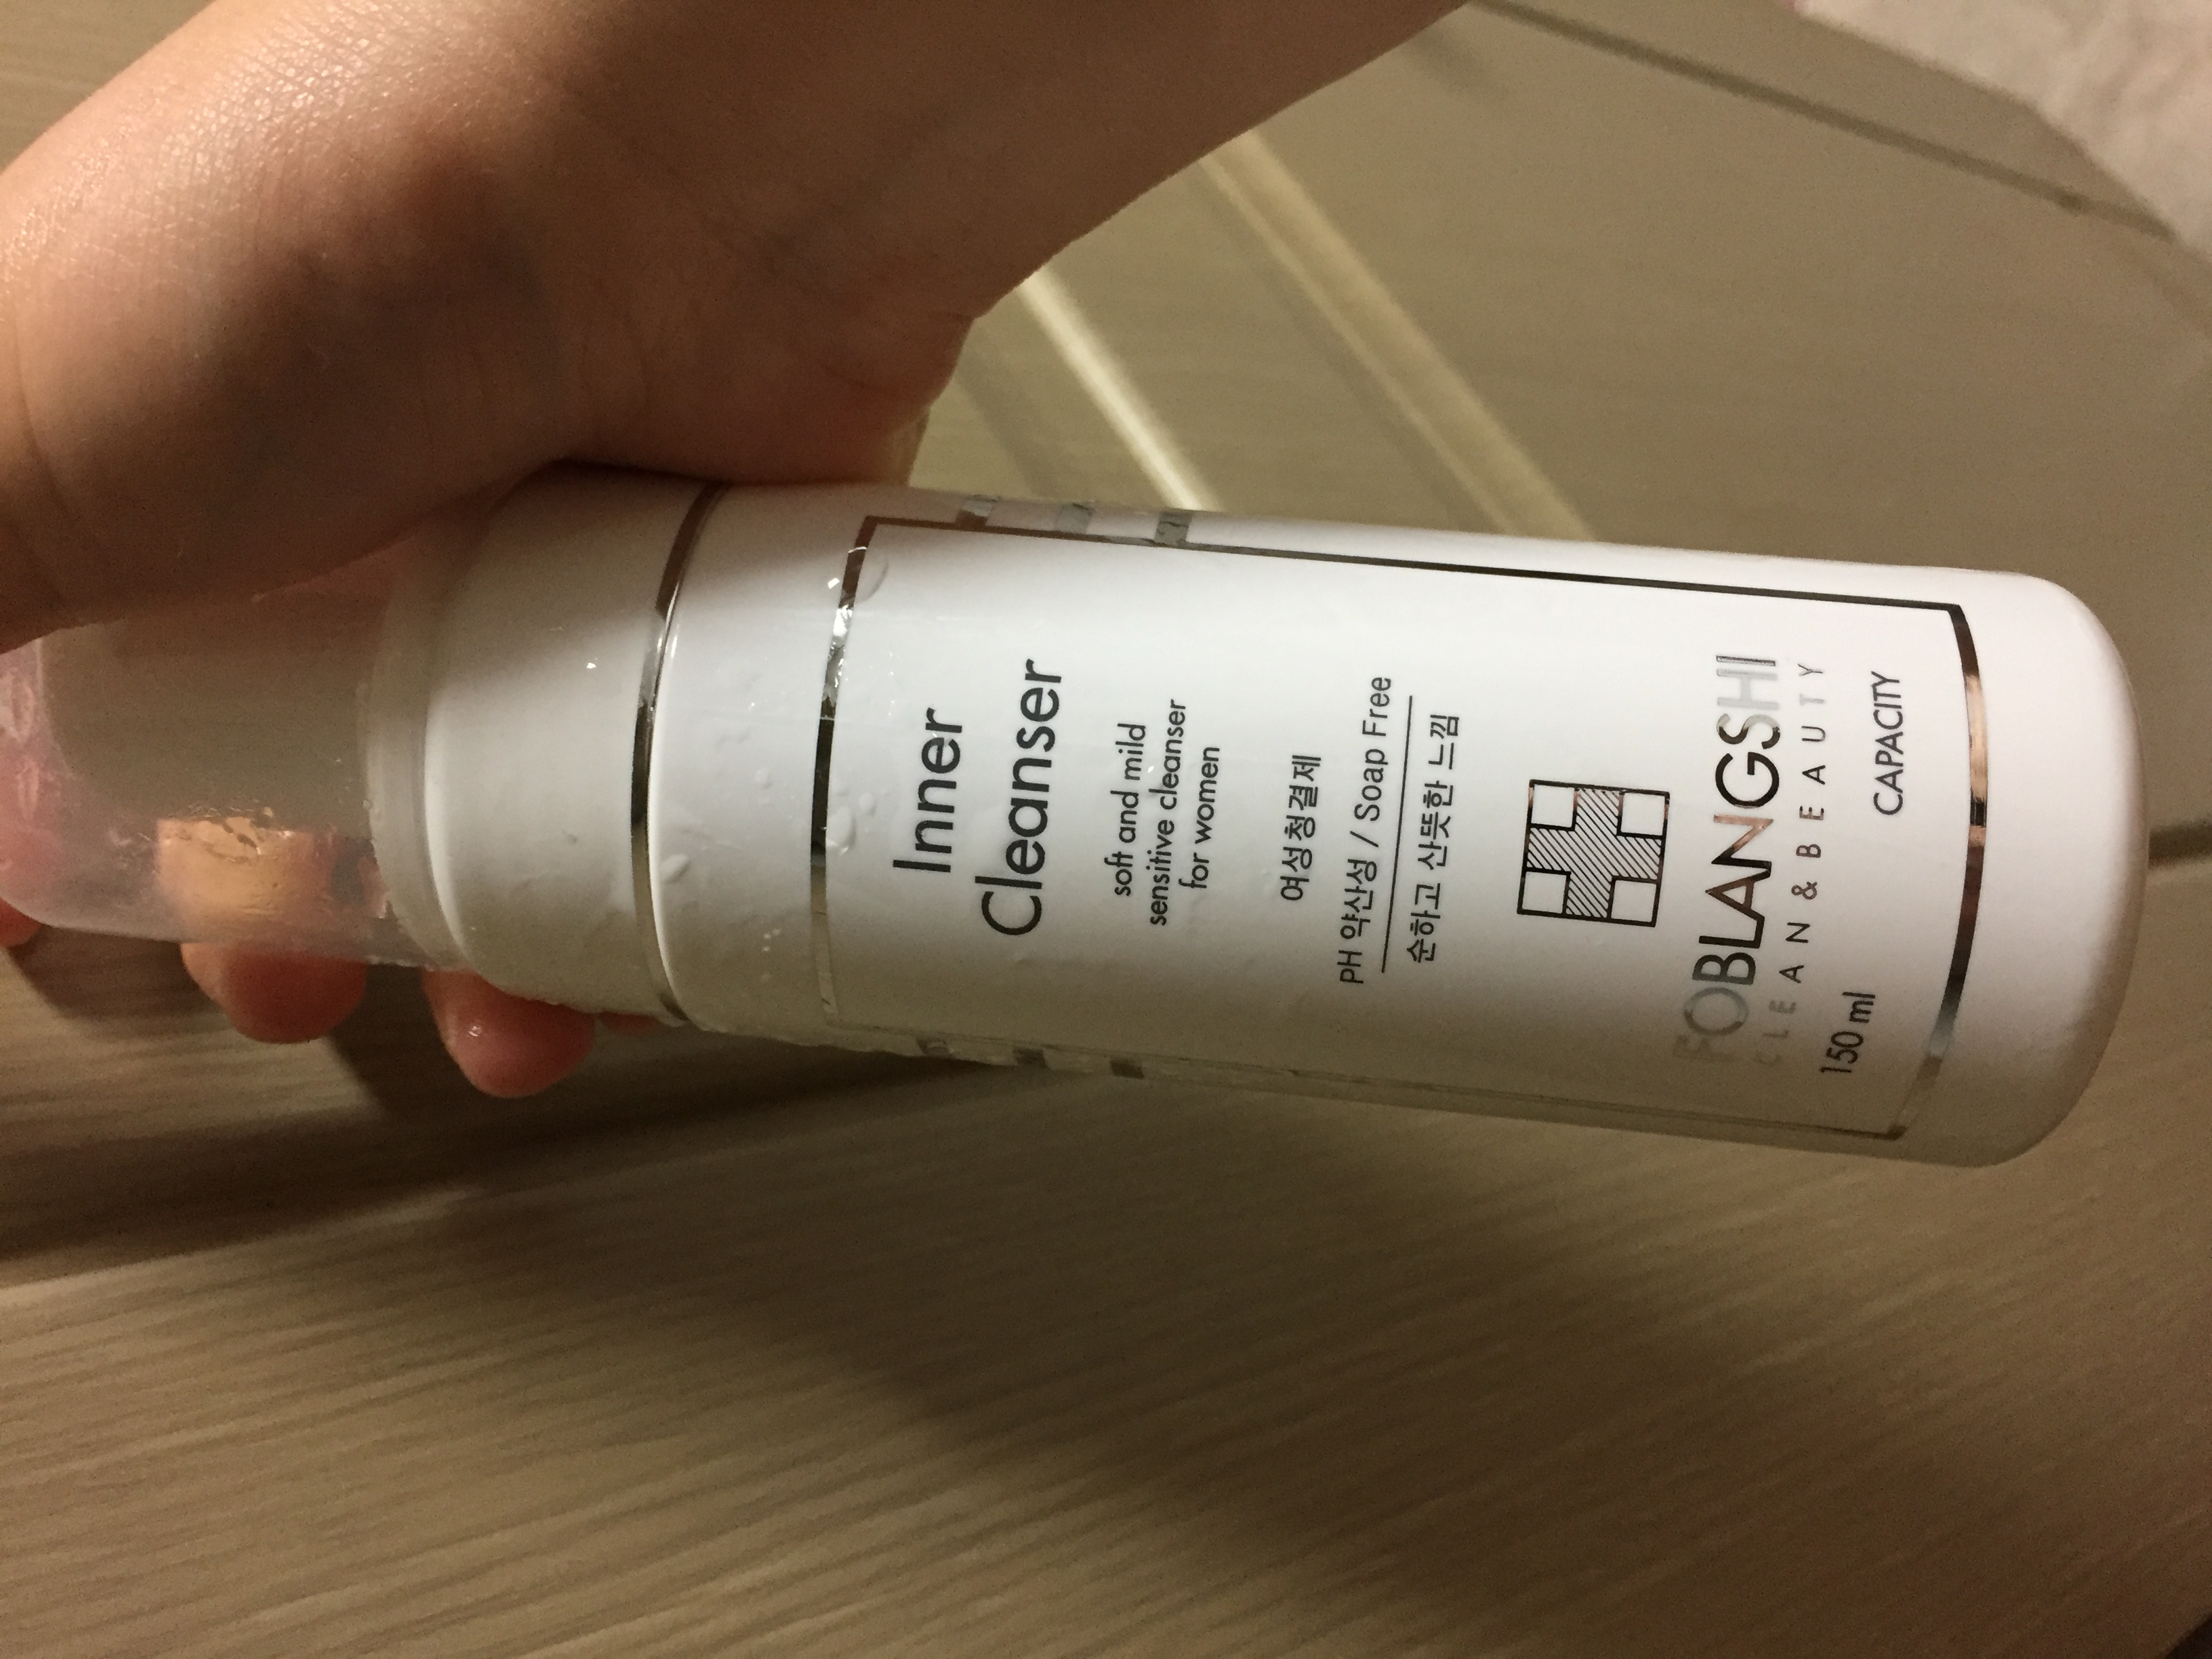 Inner
Cleanser
soft and mild
sensitive cleanser
for women
여성청결제
PH 약산성 / Soap Free
순하고 산뜻한 느낌
FOBLANGSHI
CLEAN & BEAUTY
150 ml CAPACITY